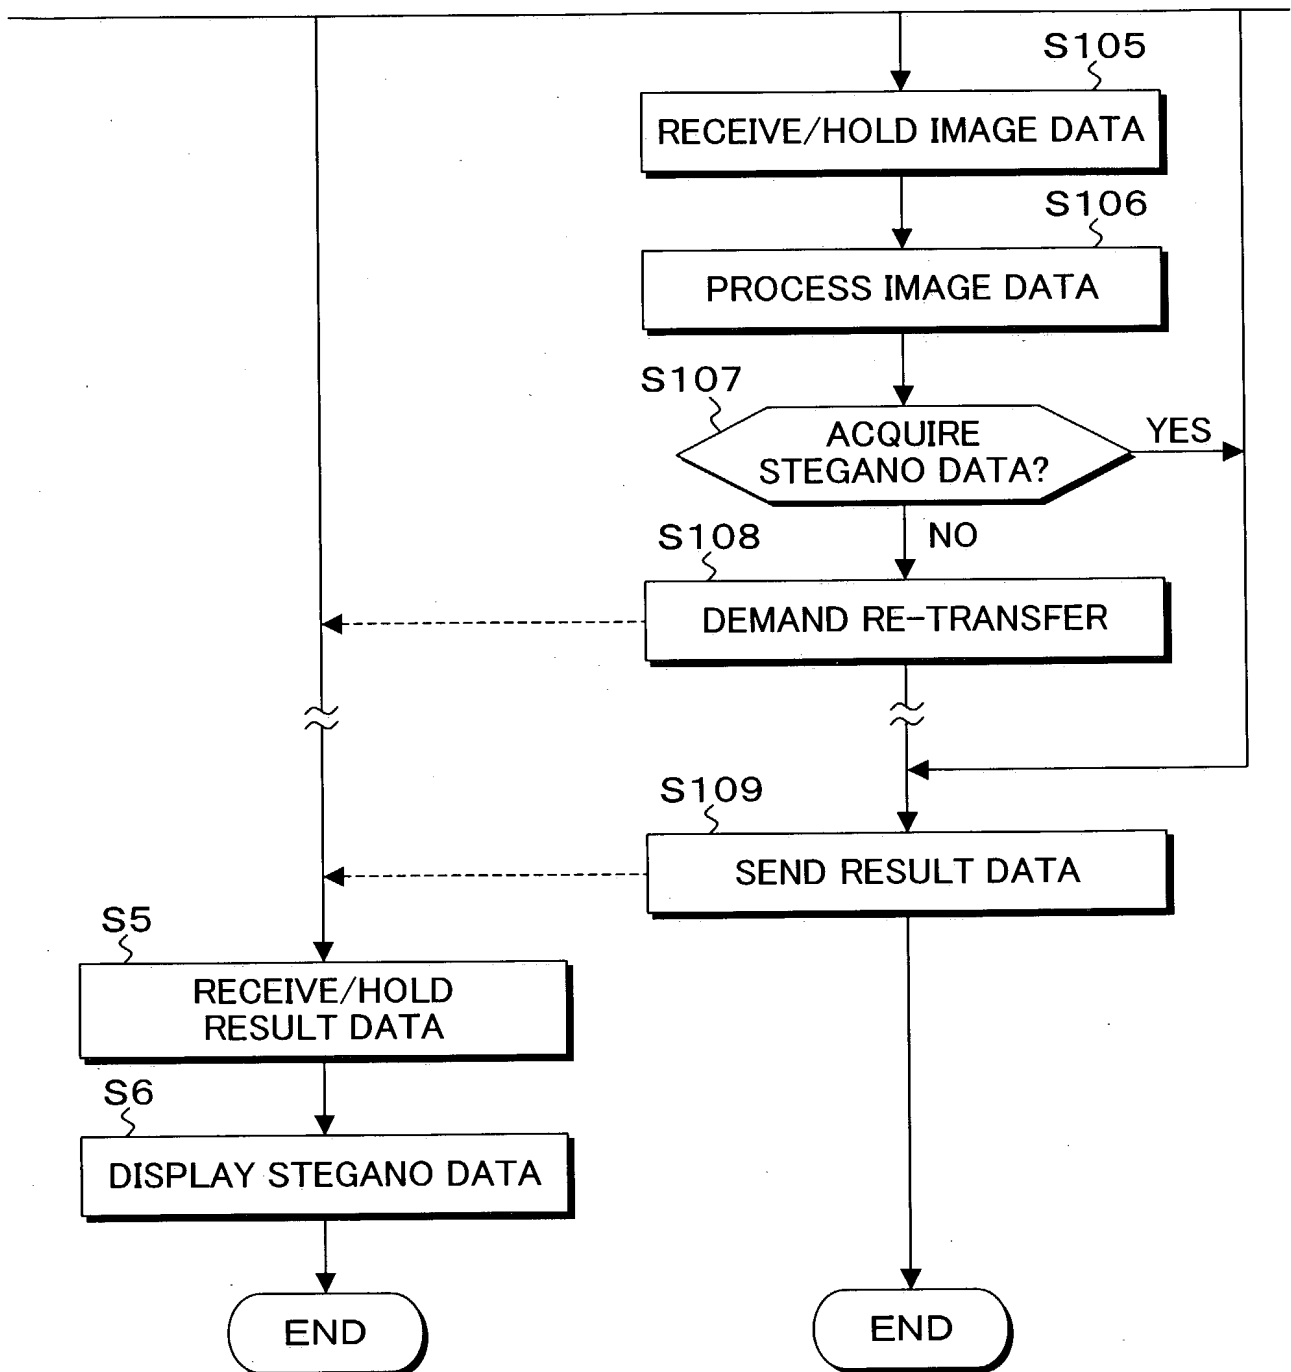 S105
RECEIVE/HOLD IMAGE DATA
S106
PROCESS IMAGE DATA
S107
ACQUIRE
STEGANO DATA?
YES
NO
S108
DEMAND RE-TRANSFER
S109
SEND RESULT DATA
S5
RECEIVE/HOLD
RESULT DATA
S6
DISPLAY STEGANO DATA
END
END